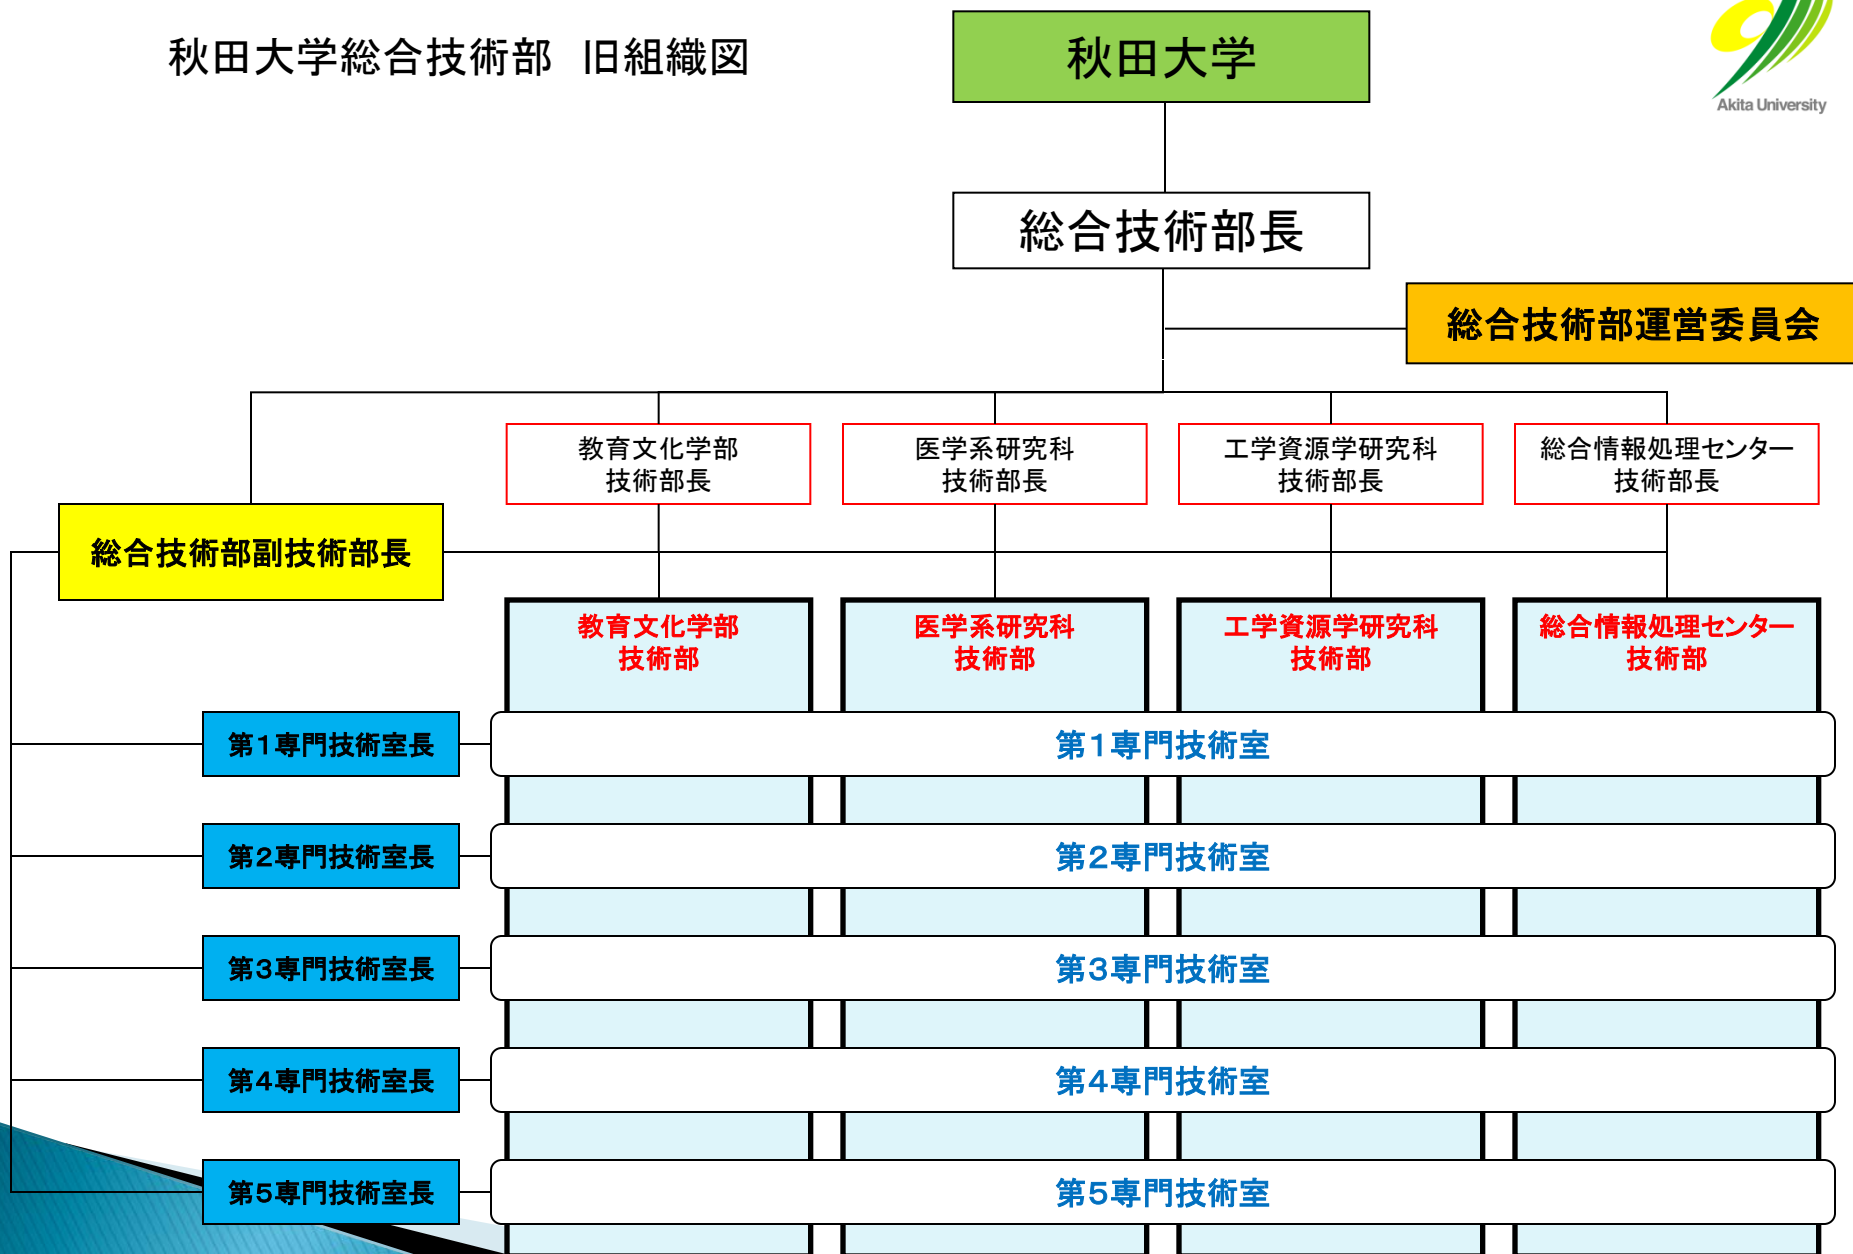 秋田大学総合技術部　旧組織図
秋田大学
Akita University
総合技術部長
総合技術部運営委員会
教育文化学部
技術部長
医学系研究科
技術部長
工学資源学研究科
技術部長
総合情報処理センター
技術部長
総合技術部副技術部長
教育文化学部
技術部
医学系研究科
技術部
工学資源学研究科
技術部
総合情報処理センター
技術部
第１専門技術室長
第１専門技術室
第２専門技術室長
第２専門技術室
第３専門技術室長
第３専門技術室
第４専門技術室長
第４専門技術室
第５専門技術室長
第５専門技術室